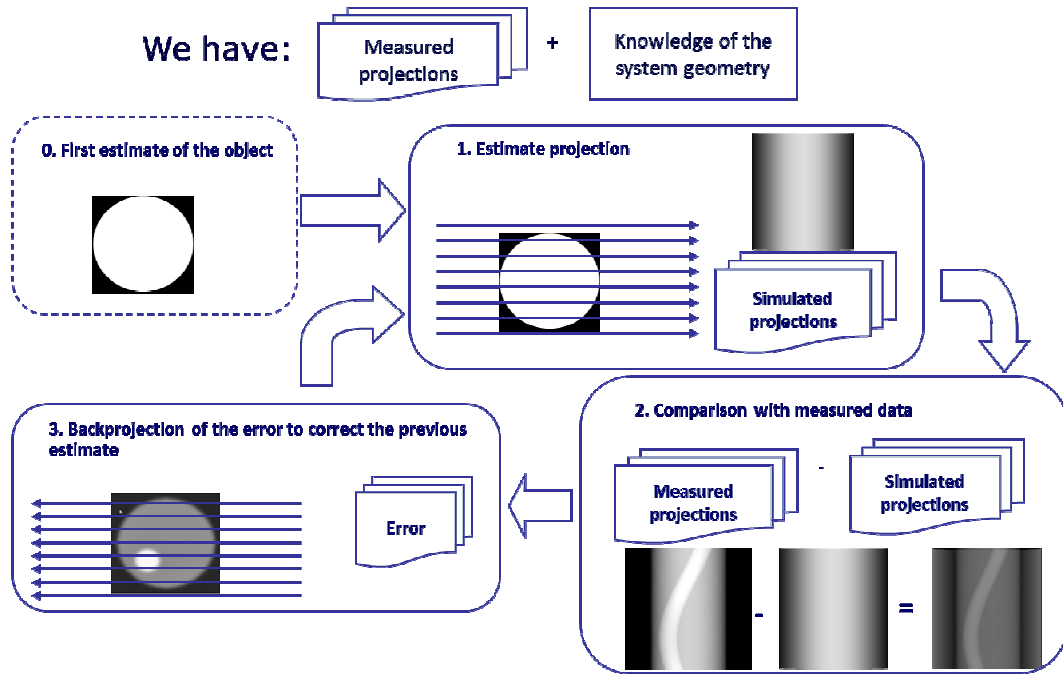 We have:
Measured
projections
+
Knowledge of the
system geometry
0. First estimate of the object
1. Estimate projection
Simulated
projections
2. Comparison with measured data
Measured
projections
-
Simulated
projections
-
=
3. Backprojection of the error to correct the previous
estimate
Error